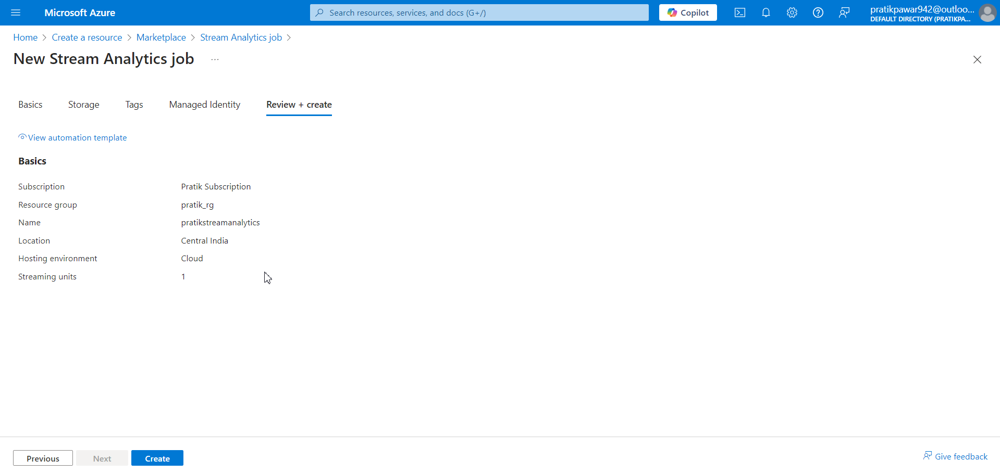 Microsoft Azure
Search resources, services, and docs (G+/)
Copilot
pratikpawar942@outloo...
DEFAULT DIRECTORY (PRATIKPA...
Home > Create a resource > Marketplace > Stream Analytics job >
New Stream Analytics job ...
Basics Storage Tags Managed Identity Review + create
View automation template
Basics
Subscription Pratik Subscription
Resource group pratik_rg
Name pratikstreamanalytics
Location Central India
Hosting environment Cloud
Streaming units 1
Previous Next Create Give feedback